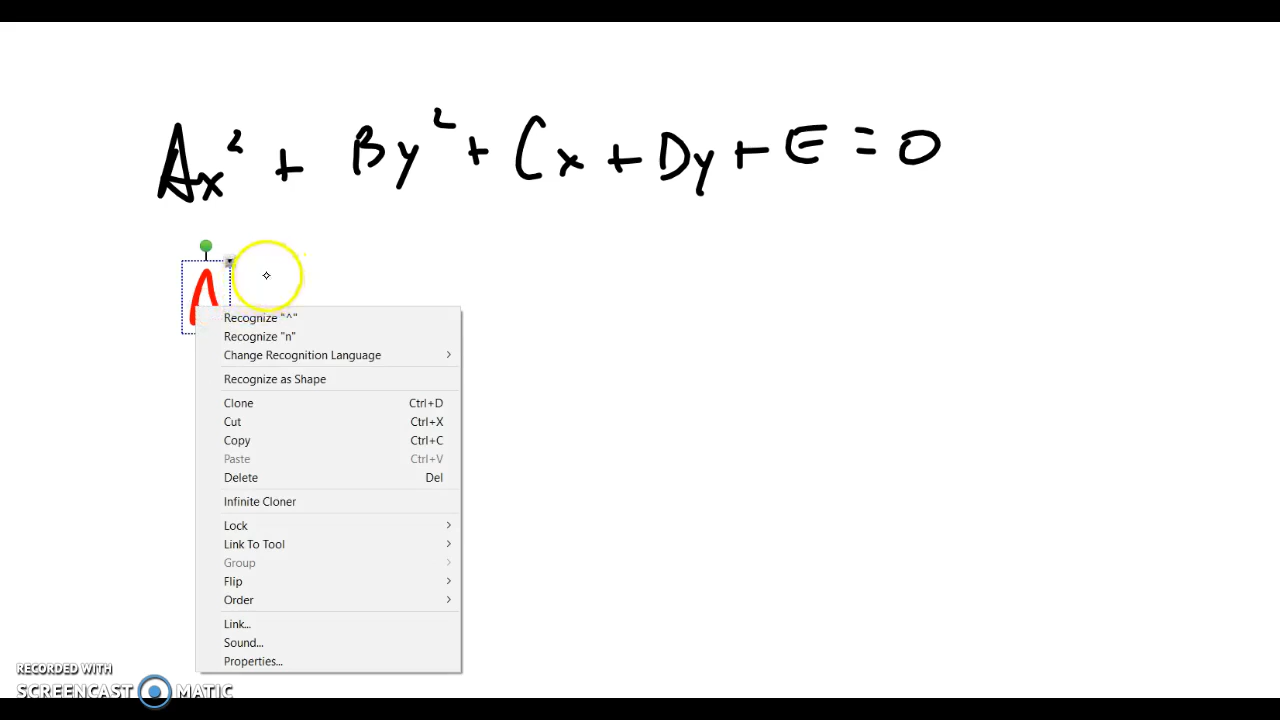 Ax² + By² + Cx + Dy + E = 0
Recognize "^"
Recognize "n"
Change Recognition Language
Recognize as Shape
Clone Ctrl+D
Cut Ctrl+X
Copy Ctrl+C
Paste Ctrl+V
Delete Del
Infinite Cloner
Lock
Link To Tool
Group
Flip
Order
Link...
Sound...
Properties...
RECORDED WITH
SCREENCAST MATIC